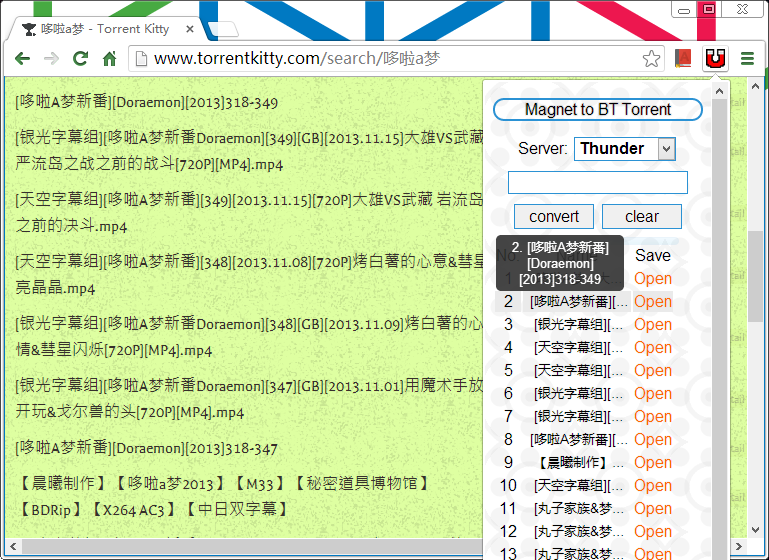 哆啦a梦 - Torrent Kitty
www.torrentkitty.com/search/哆啦a梦
[哆啦A梦新番][Doraemon][2013]318-349
[银光字幕组][哆啦A梦新番Doraemon][349][GB][2013.11.15]大雄VS武藏
严流岛之战之前的战斗[720P][MP4].mp4
[天空字幕组][哆啦A梦新番][349][2013.11.15][720P]大雄VS武藏 岩流岛
之前的决斗.mp4
[天空字幕组][哆啦A梦新番][348][2013.11.08][720P]烤白薯的心意&彗星
亮晶晶.mp4
[银光字幕组][哆啦A梦新番Doraemon][348][GB][2013.11.09]烤白薯的心
情&彗星闪烁[720P][MP4].mp4
[银光字幕组][哆啦A梦新番Doraemon][347][GB][2013.11.01]用魔术手放
开玩&戈尔兽的头[720P][MP4].mp4
[哆啦A梦新番][Doraemon][2013]318-347
【晨曦制作】【哆啦a梦2013】【M33】【秘密道具博物馆】
【BDRip】【X264 AC3】【中日双字幕】
Magnet to BT Torrent
Server: Thunder
convert clear
2. [哆啦A梦新番]
[Doraemon]
[2013]318-349
No Save
1 Open
2 [哆啦A梦新番][... Open
3 [银光字幕组][... Open
4 [天空字幕组][... Open
5 [天空字幕组][... Open
6 [银光字幕组][... Open
7 [银光字幕组][... Open
8 [哆啦A梦新番][... Open
9 【晨曦制作】... Open
10 [天空字幕组][... Open
11 [丸子家族&梦... Open
12 [丸子家族&梦... Open
13 [丸子家族&梦... Open